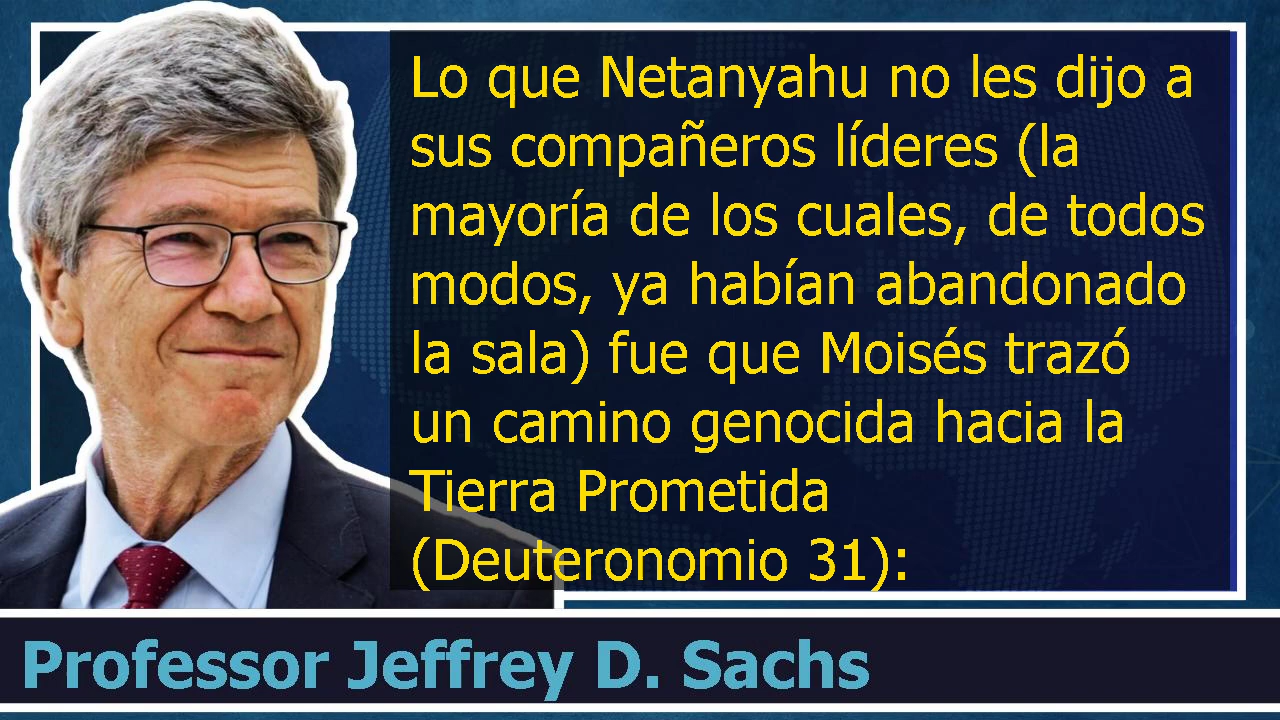 Lo que Netanyahu no les dijo a
sus compañeros líderes (la
mayoría de los cuales, de todos
modos, ya habían abandonado
la sala) fue que Moisés trazó
un camino genocida hacia la
Tierra Prometida
(Deuteronomio 31):
Professor Jeffrey D. Sachs